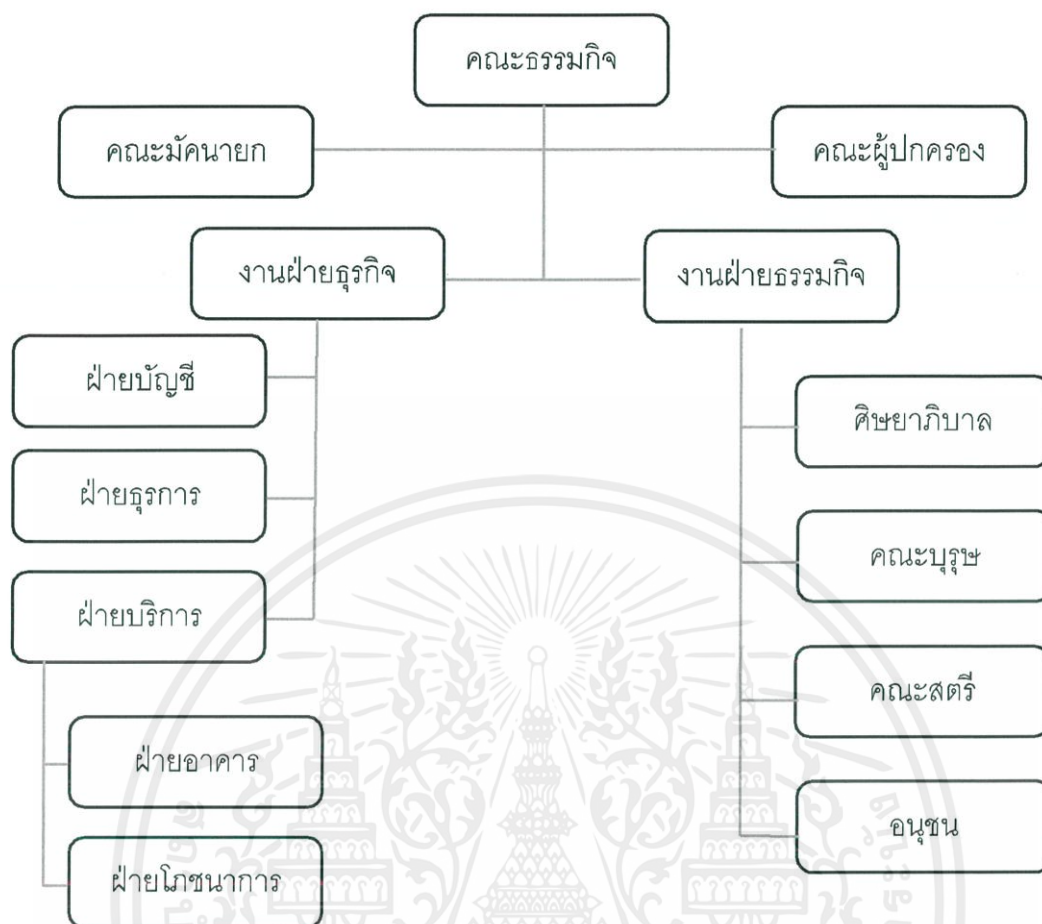 คณะธรรมกิจ
คณะมัคนายก
คณะผู้ปกครอง
งานฝ่ายธุรกิจ
งานฝ่ายธรรมกิจ
ฝ่ายบัญชี
ศิษยาภิบาล
ฝ่ายธุรการ
คณะบุรุษ
ฝ่ายบริการ
คณะสตรี
ฝ่ายอาคาร
อนุชน
ฝ่ายโภชนาการ